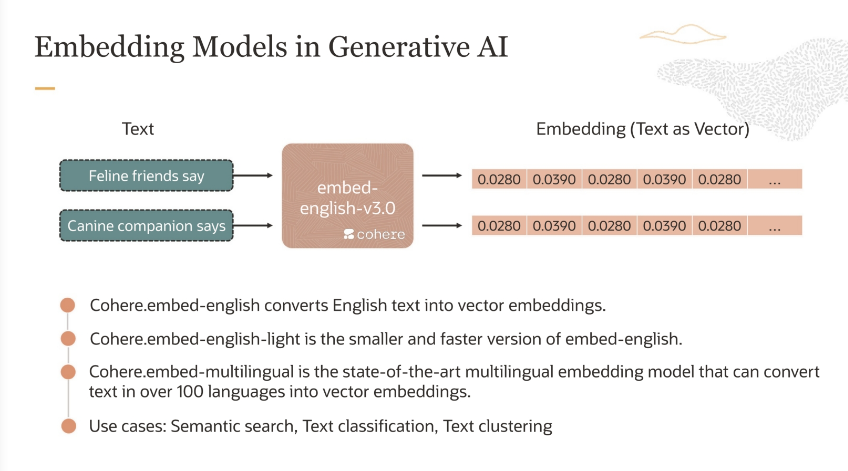 Embedding Models in Generative AI
Text
Embedding (Text as Vector)
Feline friends say
embed-
english-v3.0
cohere
0.0280 0.0390 0.0280 0.0390 0.0280 ...
Canine companion says
0.0280 0.0390 0.0280 0.0390 0.0280 ...
Cohere.embed-english converts English text into vector embeddings.
Cohere.embed-english-light is the smaller and faster version of embed-english.
Cohere.embed-multilingual is the state-of-the-art multilingual embedding model that can convert
text in over 100 languages into vector embeddings.
Use cases: Semantic search, Text classification, Text clustering